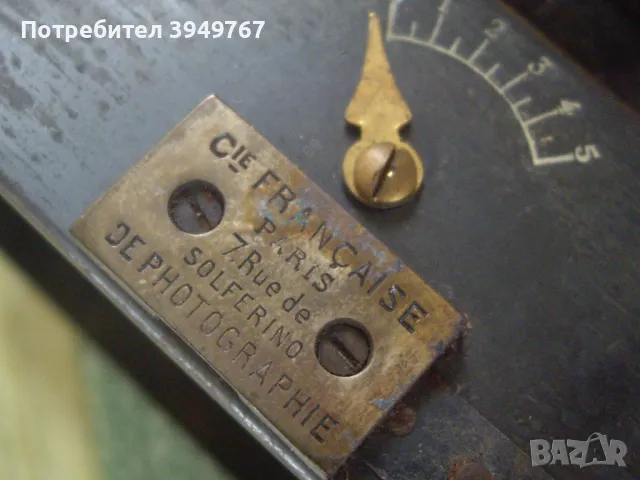 Потребител 3949767
1 2 3 4 5
CIE FRANÇAISE
PARIS
7, Rue de
SOLFERINO
DE PHOTOGRAPHIE
BAZAR